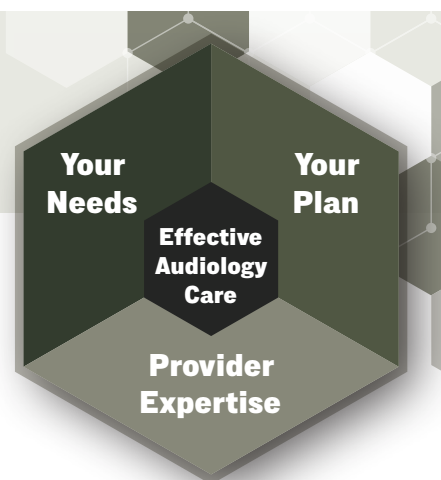 Your
Needs
Your
Plan
Effective
Audiology
Care
Provider
Expertise